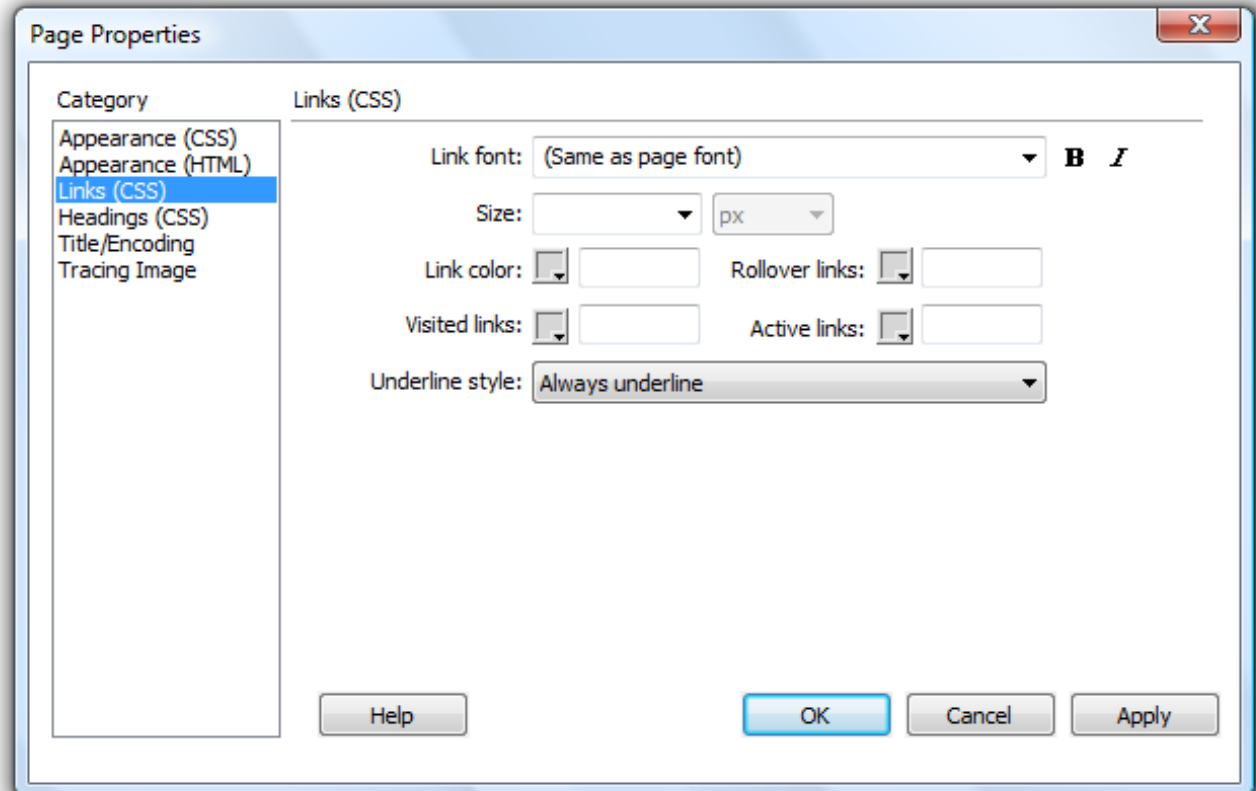 Page Properties
X
Category
Links (CSS)
Appearance (CSS)
Appearance (HTML)
Links (CSS)
Headings (CSS)
Title/Encoding
Tracing Image
Link font: (Same as page font) B I
Size: px
Link color: Rollover links:
Visited links: Active links:
Underline style: Always underline
Help OK Cancel Apply